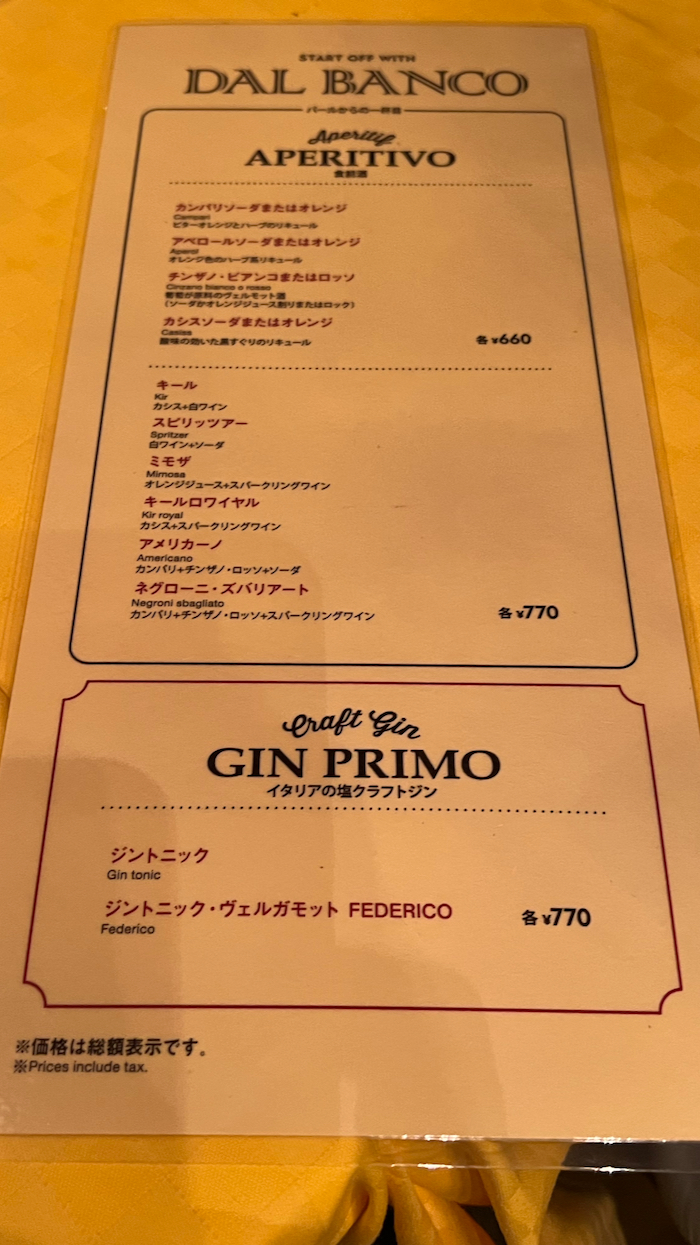 START OFF WITH
DAL BANCO
バールからの一杯目
Aperitif
APERITIVO
食前酒
カンパリソーダまたはオレンジ
Campari
ビターオレンジとハーブのリキュール
アペロールソーダまたはオレンジ
Aperol
オレンジ色のハーブ系リキュール
チンザノ・ビアンコまたはロッソ
Cinzano bianco o rosso
葡萄が原料のヴェルモット酒
(ソーダかオレンジジュース割りまたはロック)
カシスソーダまたはオレンジ
Cassis
酸味の効いた黒すぐりのリキュール
各 ¥660
キール
Kir
カシス+白ワイン
スピリッツアー
Spritzer
白ワイン+ソーダ
ミモザ
Mimosa
オレンジジュース+スパークリングワイン
キールロワイヤル
Kir royal
カシス+スパークリングワイン
アメリカーノ
Americano
カンパリ+チンザノ・ロッソ+ソーダ
ネグローニ・ズバリアート
Negroni sbagliato
カンパリ+チンザノ・ロッソ+スパークリングワイン
各 ¥770
Craft Gin
GIN PRIMO
イタリアの塩クラフトジン
ジントニック
Gin tonic
ジントニック・ヴェルガモット FEDERICO
Federico
各 ¥770
※価格は総額表示です。
※Prices include tax.